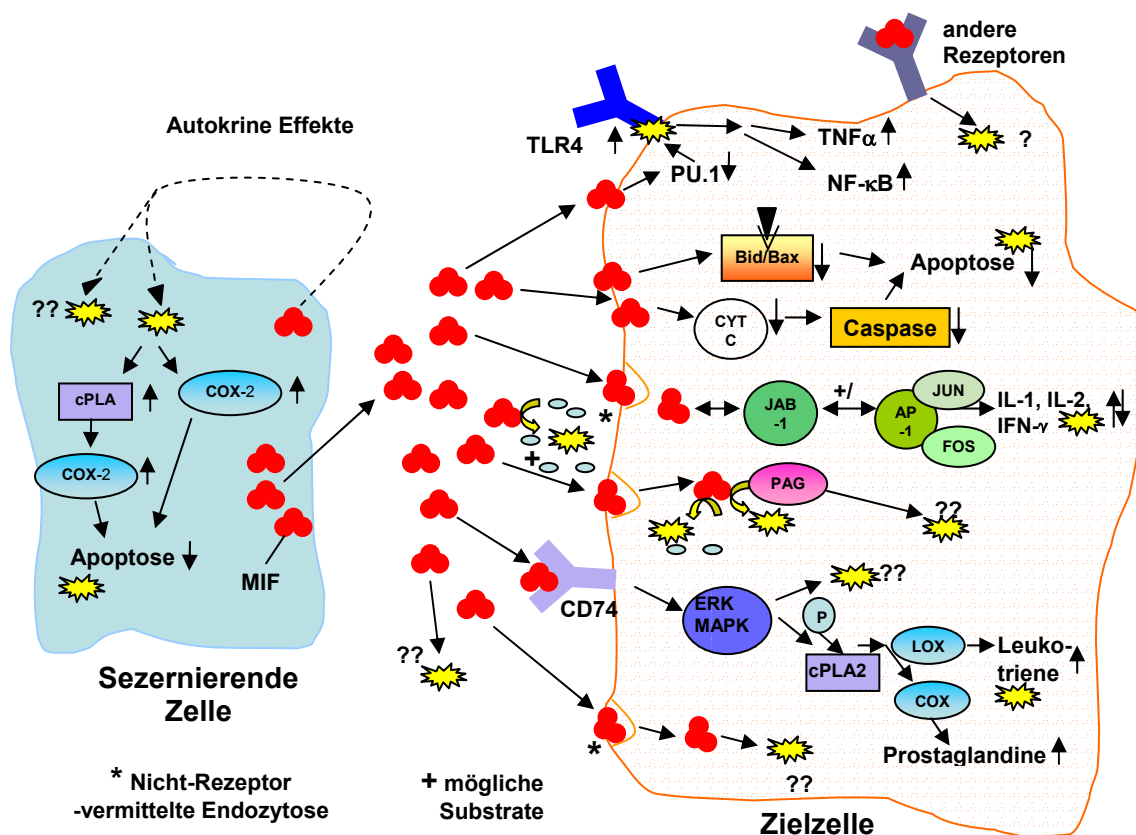 andere
Rezeptoren
Autokrine Effekte
TLR4
TNFα
?
PU.1
NF-κB
Bid/Bax
Apoptose
??
CYT
C
Caspase
cPLA
COX-2
+/
JUN
IL-1, IL-2,
JAB
-1
AP
-1
IFN-γ
*
FOS
COX-2
+
PAG
??
Apoptose
MIF
CD74
ERK
MAPK
??
P
LOX
Leuko-
triene
cPLA2
??
COX
Sezernierende
Zelle
*
Prostaglandine
??
* Nicht-Rezeptor
-vermittelte Endozytose
+ mögliche
Substrate
Zielzelle